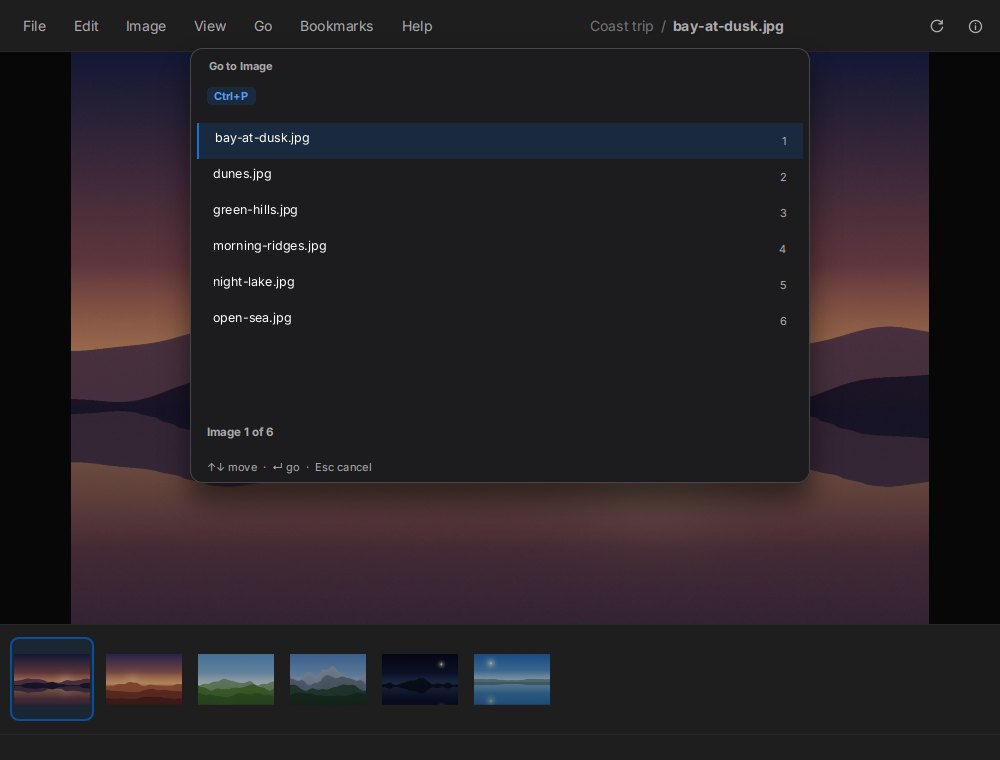 File Edit Image View Go Bookmarks Help Coast trip / bay-at-dusk.jpg
Go to Image
Ctrl+P
bay-at-dusk.jpg 1
dunes.jpg 2
green-hills.jpg 3
morning-ridges.jpg 4
night-lake.jpg 5
open-sea.jpg 6
Image 1 of 6
↑↓ move · ↵ go · Esc cancel